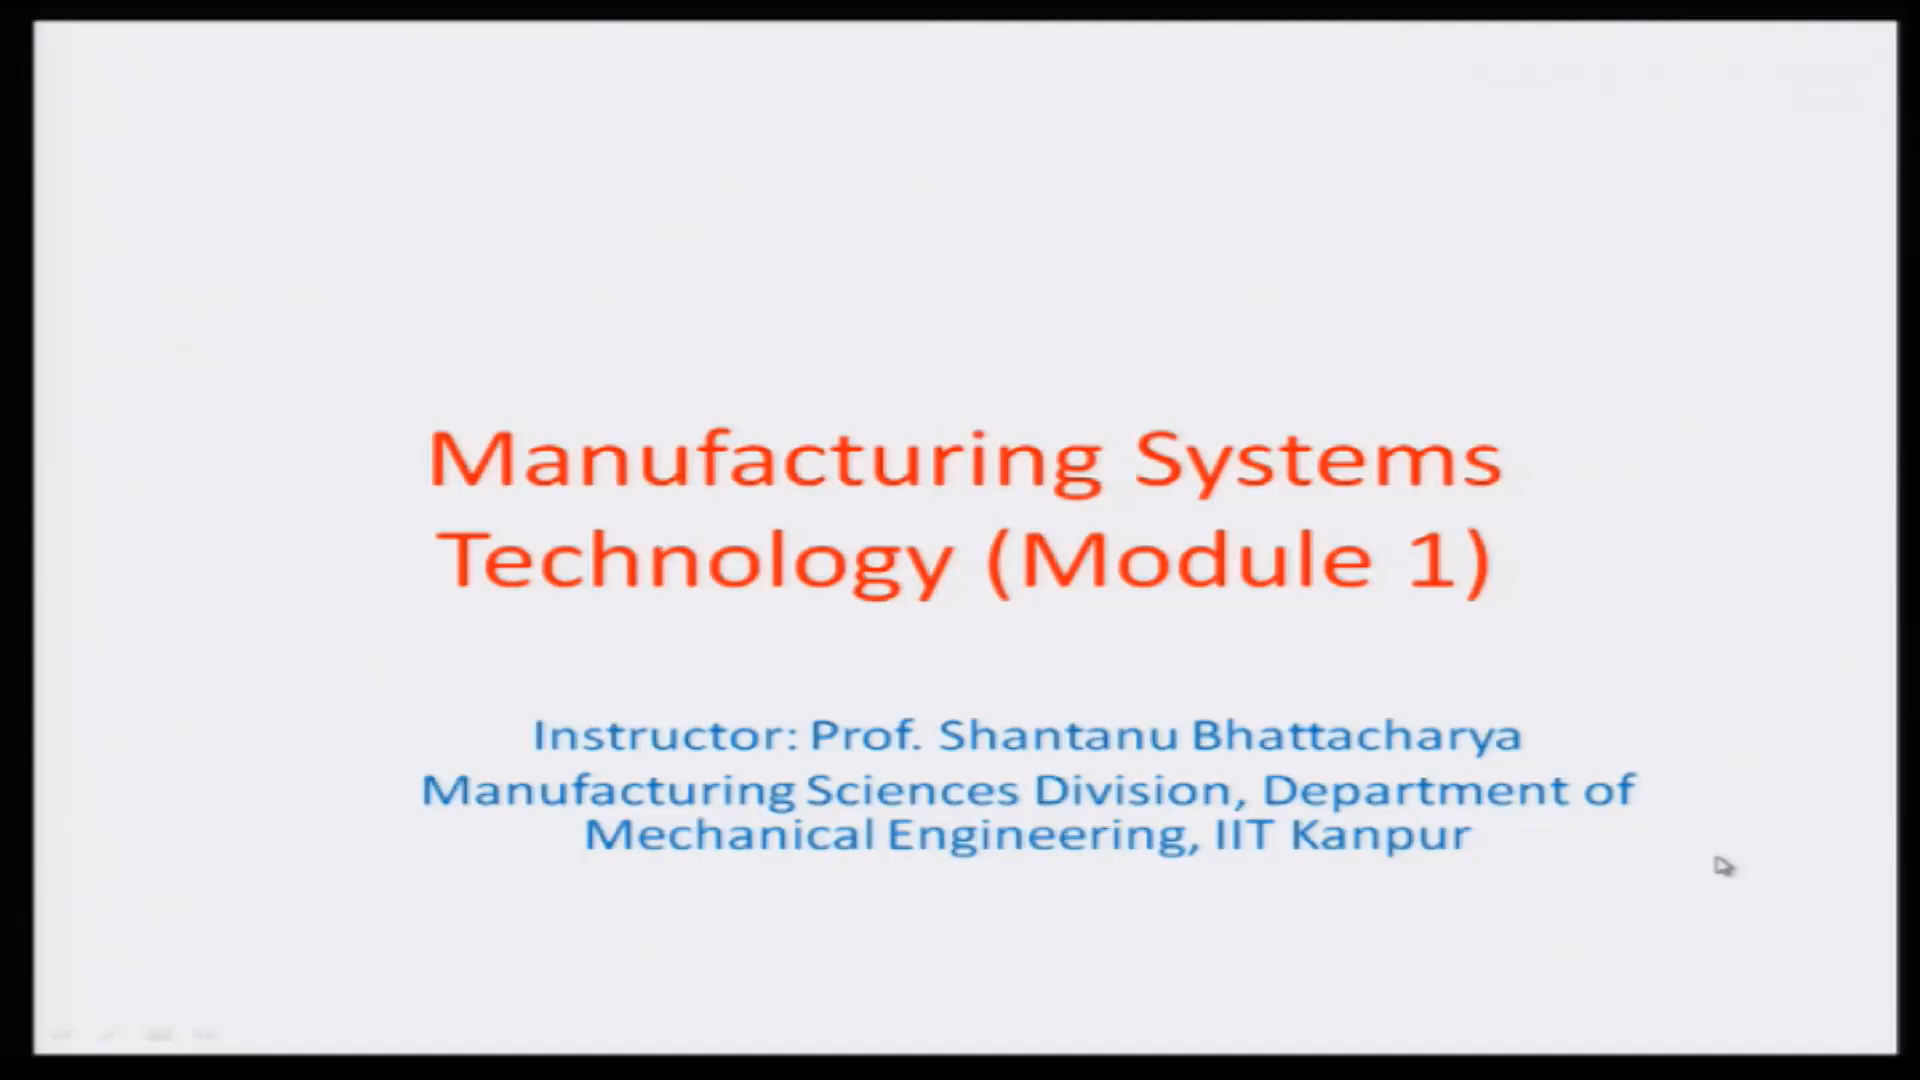 Manufacturing Systems
Technology (Module 1)
Instructor: Prof. Shantanu Bhattacharya
Manufacturing Sciences Division, Department of
Mechanical Engineering, IIT Kanpur